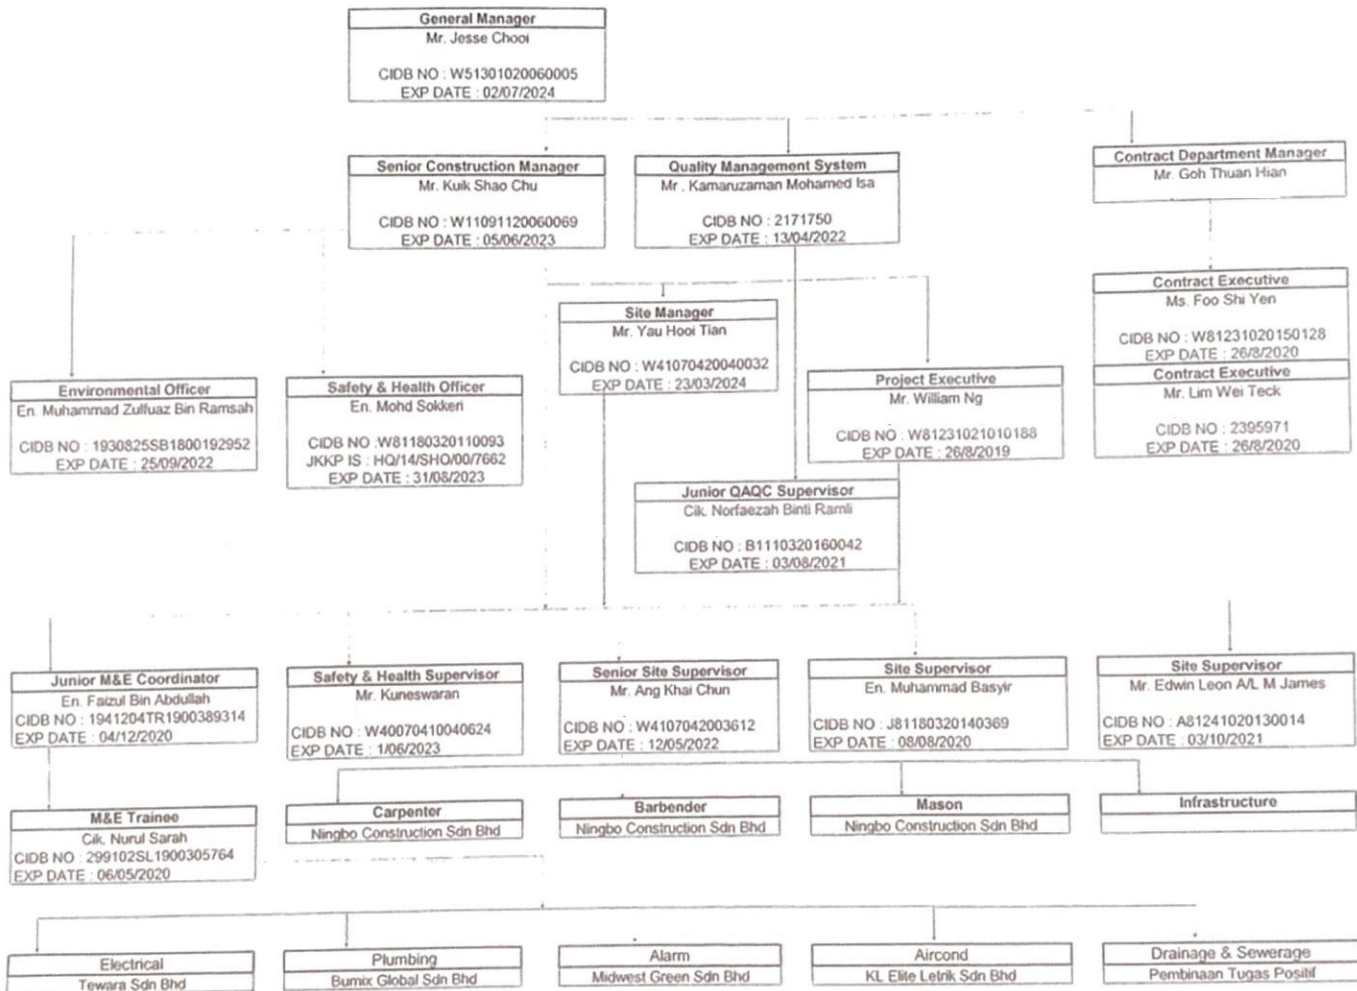 General Manager
Mr. Jesse Chooi
CIDB NO : W51301020060005
EXP DATE : 02/07/2024
Senior Construction Manager
Mr. Kuik Shao Chu
CIDB NO : W11091120060069
EXP DATE : 05/06/2023
Quality Management System
Mr . Kamaruzaman Mohamed Isa
CIDB NO : 2171750
EXP DATE : 13/04/2022
Contract Department Manager
Mr. Goh Thuan Hian
Contract Executive
Ms. Foo Shi Yen
CIDB NO : W81231020150128
EXP DATE : 26/8/2020
Contract Executive
Mr. Lim Wei Teck
CIDB NO : 2395971
EXP DATE : 26/8/2020
Site Manager
Mr. Yau Hooi Tian
CIDB NO : W41070420040032
EXP DATE : 23/03/2024
Environmental Officer
En. Muhammad Zulfuaz Bin Ramsah
CIDB NO : 1930825SB1800192952
EXP DATE : 25/09/2022
Safety & Health Officer
En. Mohd Sokkeri
CIDB NO :W81180320110093
JKKP IS : HQ/14/SHO/00/7662
EXP DATE : 31/08/2023
Project Executive
Mr. William Ng
CIDB NO : W81231021010188
EXP DATE : 26/8/2019
Junior QAQC Supervisor
Cik. Norfaezah Binti Ramli
CIDB NO : B1110320160042
EXP DATE : 03/08/2021
Junior M&E Coordinator
En. Faizul Bin Abdullah
CIDB NO : 1941204TR1900389314
EXP DATE : 04/12/2020
Safety & Health Supervisor
Mr. Kuneswaran
CIDB NO : W40070410040624
EXP DATE : 1/06/2023
Senior Site Supervisor
Mr. Ang Khai Chun
CIDB NO : W4107042003612
EXP DATE : 12/05/2022
Site Supervisor
En. Muhammad Basyir
CIDB NO : J81180320140369
EXP DATE : 08/08/2020
Site Supervisor
Mr. Edwin Leon A/L M James
CIDB NO : A81241020130014
EXP DATE : 03/10/2021
M&E Trainee
Cik. Nurul Sarah
CIDB NO : 299102SL1900305764
EXP DATE : 06/05/2020
Carpenter
Ningbo Construction Sdn Bhd
Barbender
Ningbo Construction Sdn Bhd
Mason
Ningbo Construction Sdn Bhd
Infrastructure
Electrical
Tewara Sdn Bhd
Plumbing
Bumix Global Sdn Bhd
Alarm
Midwest Green Sdn Bhd
Aircond
KL Elite Letrik Sdn Bhd
Drainage & Sewerage
Pembinaan Tugas Positif